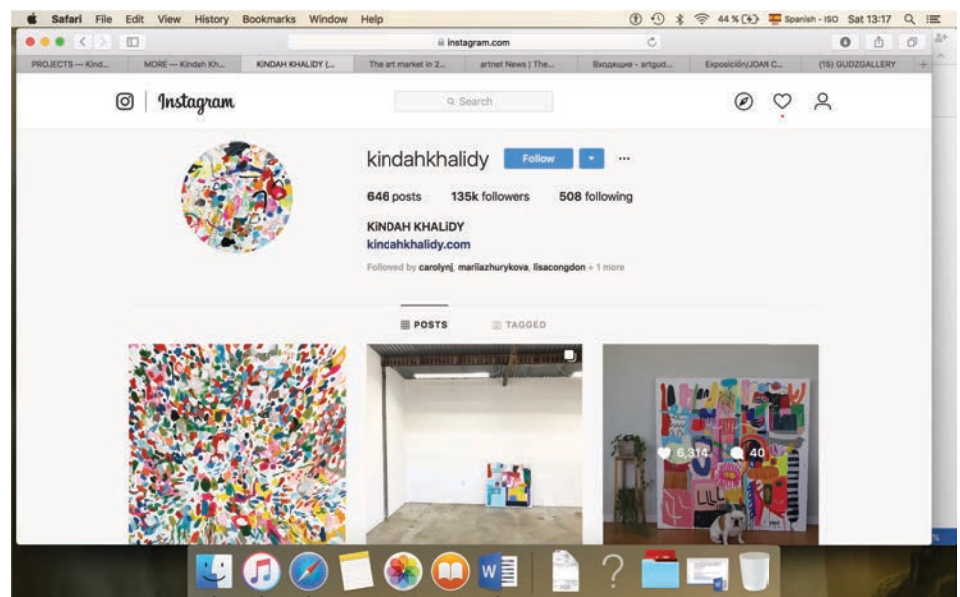 Safari File Edit View History Bookmarks Window Help 44 % Spanish - ISO Sat 13:17
instagram.com
PROJECTS — Kind... MORE — Kindah Kh... KiNDAH KHALiDY (... The art market in 2... artnet News | The... Входящие – artgud... Exposición/JOAN C... (15) GUDZGALLERY
Instagram Search
kindahkhalidy Follow
646 posts 135k followers 508 following
KiNDAH KHALiDY
kindahkhalidy.com
Followed by carolynj, mariiazhurykova, lisacongdon + 1 more
POSTS TAGGED
6,314 40
LILL
W